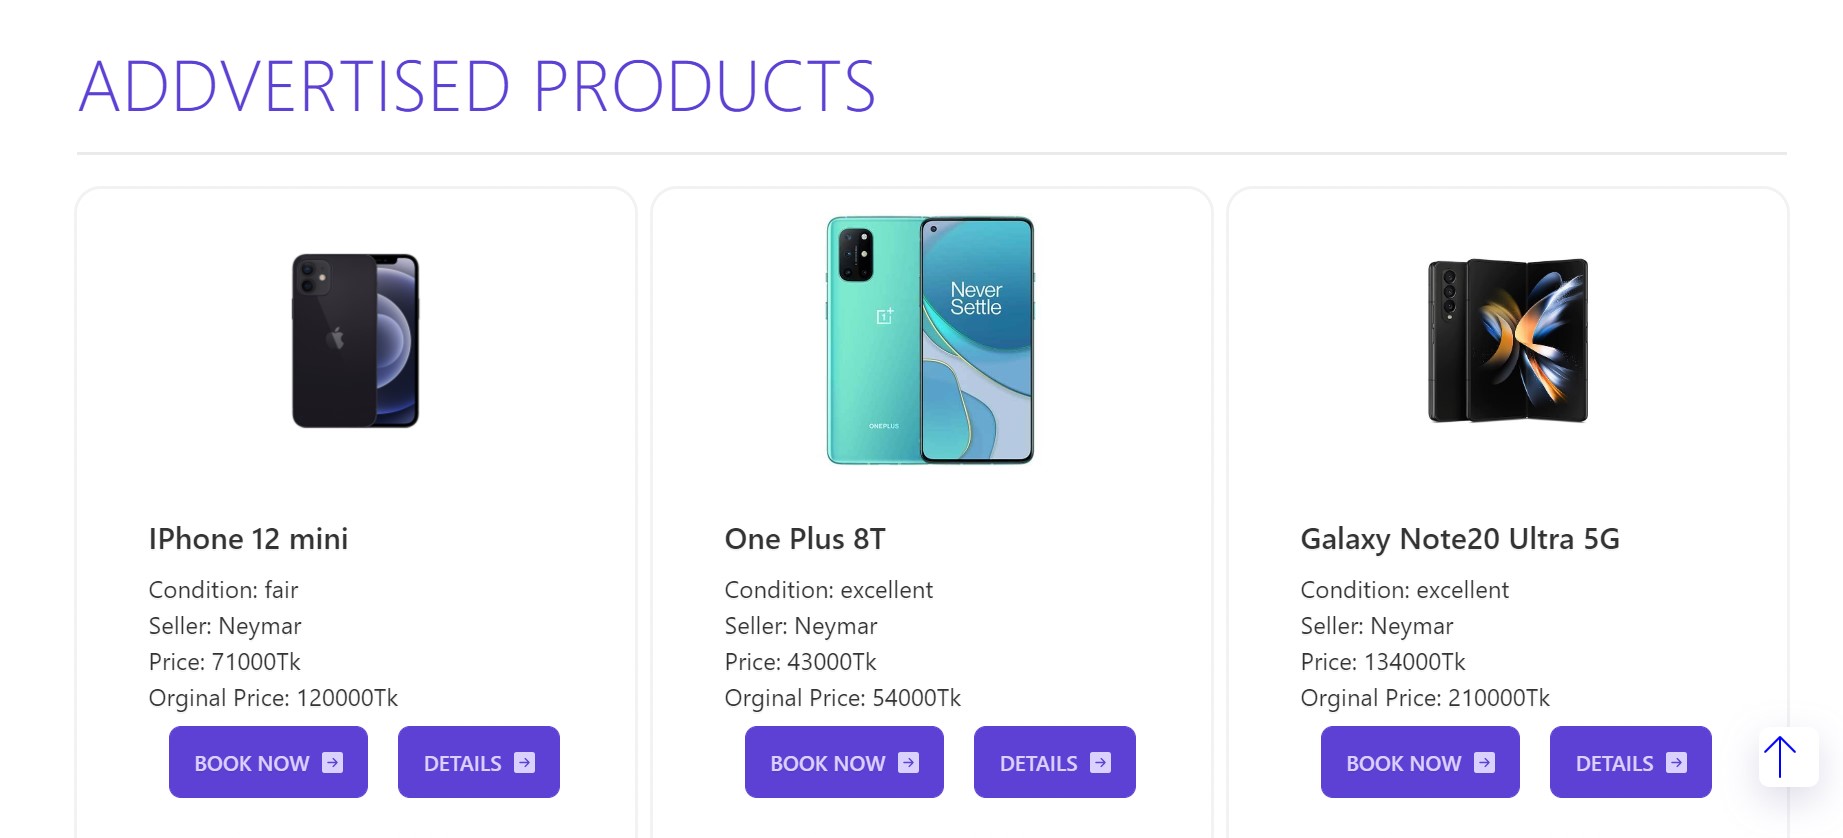 ADDVERTISED PRODUCTS
Never
Settle
ONEPLUS
IPhone 12 mini
Condition: fair
Seller: Neymar
Price: 71000Tk
Orginal Price: 120000Tk
BOOK NOW
DETAILS
One Plus 8T
Condition: excellent
Seller: Neymar
Price: 43000Tk
Orginal Price: 54000Tk
BOOK NOW
DETAILS
Galaxy Note20 Ultra 5G
Condition: excellent
Seller: Neymar
Price: 134000Tk
Orginal Price: 210000Tk
BOOK NOW
DETAILS